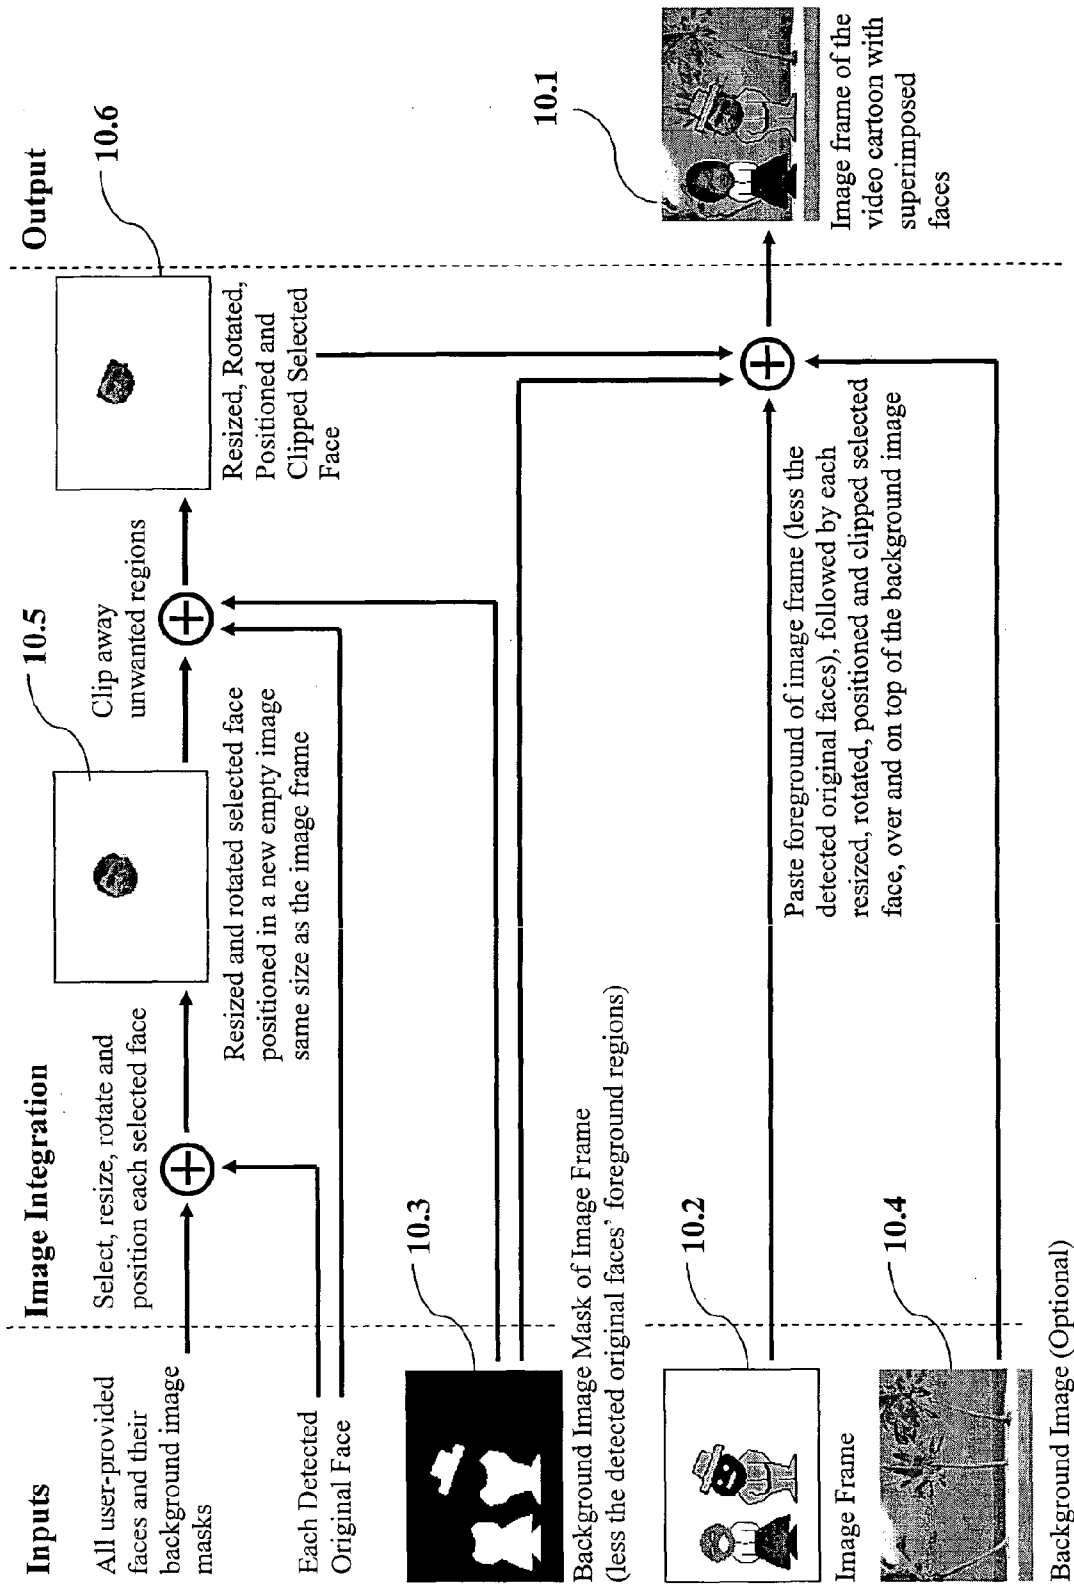 Inputs
Image Integration
Output
All user-provided
faces and their
background image
masks
Select, resize, rotate and
position each selected face
10.5
Clip away
unwanted regions
10.6
Resized and rotated selected face
positioned in a new empty image
same size as the image frame
Resized, Rotated,
Positioned and
Clipped Selected
Face
Each Detected
Original Face
10.3
Background Image Mask of Image Frame
(less the detected original faces' foreground regions)
10.1
10.2
Image Frame
Paste foreground of image frame (less the
detected original faces), followed by each
resized, rotated, positioned and clipped selected
face, over and on top of the background image
Image frame of the
video cartoon with
superimposed
faces
10.4
Background Image (Optional)